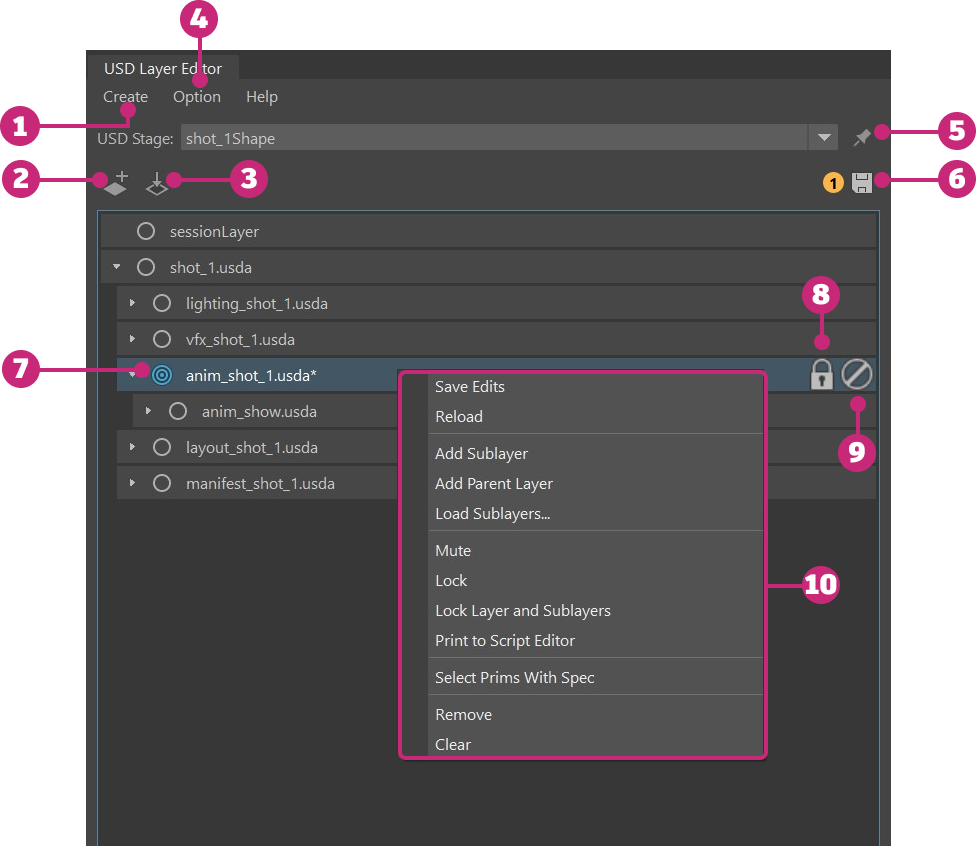 4
USD Layer Editor
Create Option Help
1
USD Stage: shot_1Shape
5
2
3
1
6
sessionLayer
shot_1.usda
8
lighting_shot_1.usda
vfx_shot_1.usda
7
anim_shot_1.usda*
anim_show.usda
9
layout_shot_1.usda
manifest_shot_1.usda
Save Edits
Reload
Add Sublayer
Add Parent Layer
Load Sublayers...
Mute
Lock
Lock Layer and Sublayers
Print to Script Editor
Select Prims With Spec
Remove
Clear
10